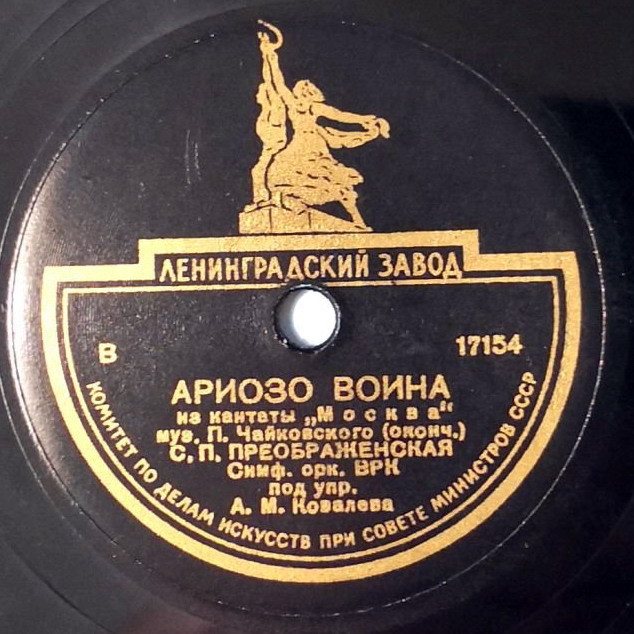 ЛЕНИНГРАДСКИЙ ЗАВОД
В 17154
АРИОЗО ВОИНА
из кантаты „Москва“
муз. П. Чайковского (оконч.)
С. П. ПРЕОБРАЖЕНСКАЯ
Симф. орк. ВРК
под упр.
А. М. Ковалева
КОМИТЕТ ПО ДЕЛАМ ИСКУССТВ ПРИ СОВЕТЕ МИНИСТРОВ СССР